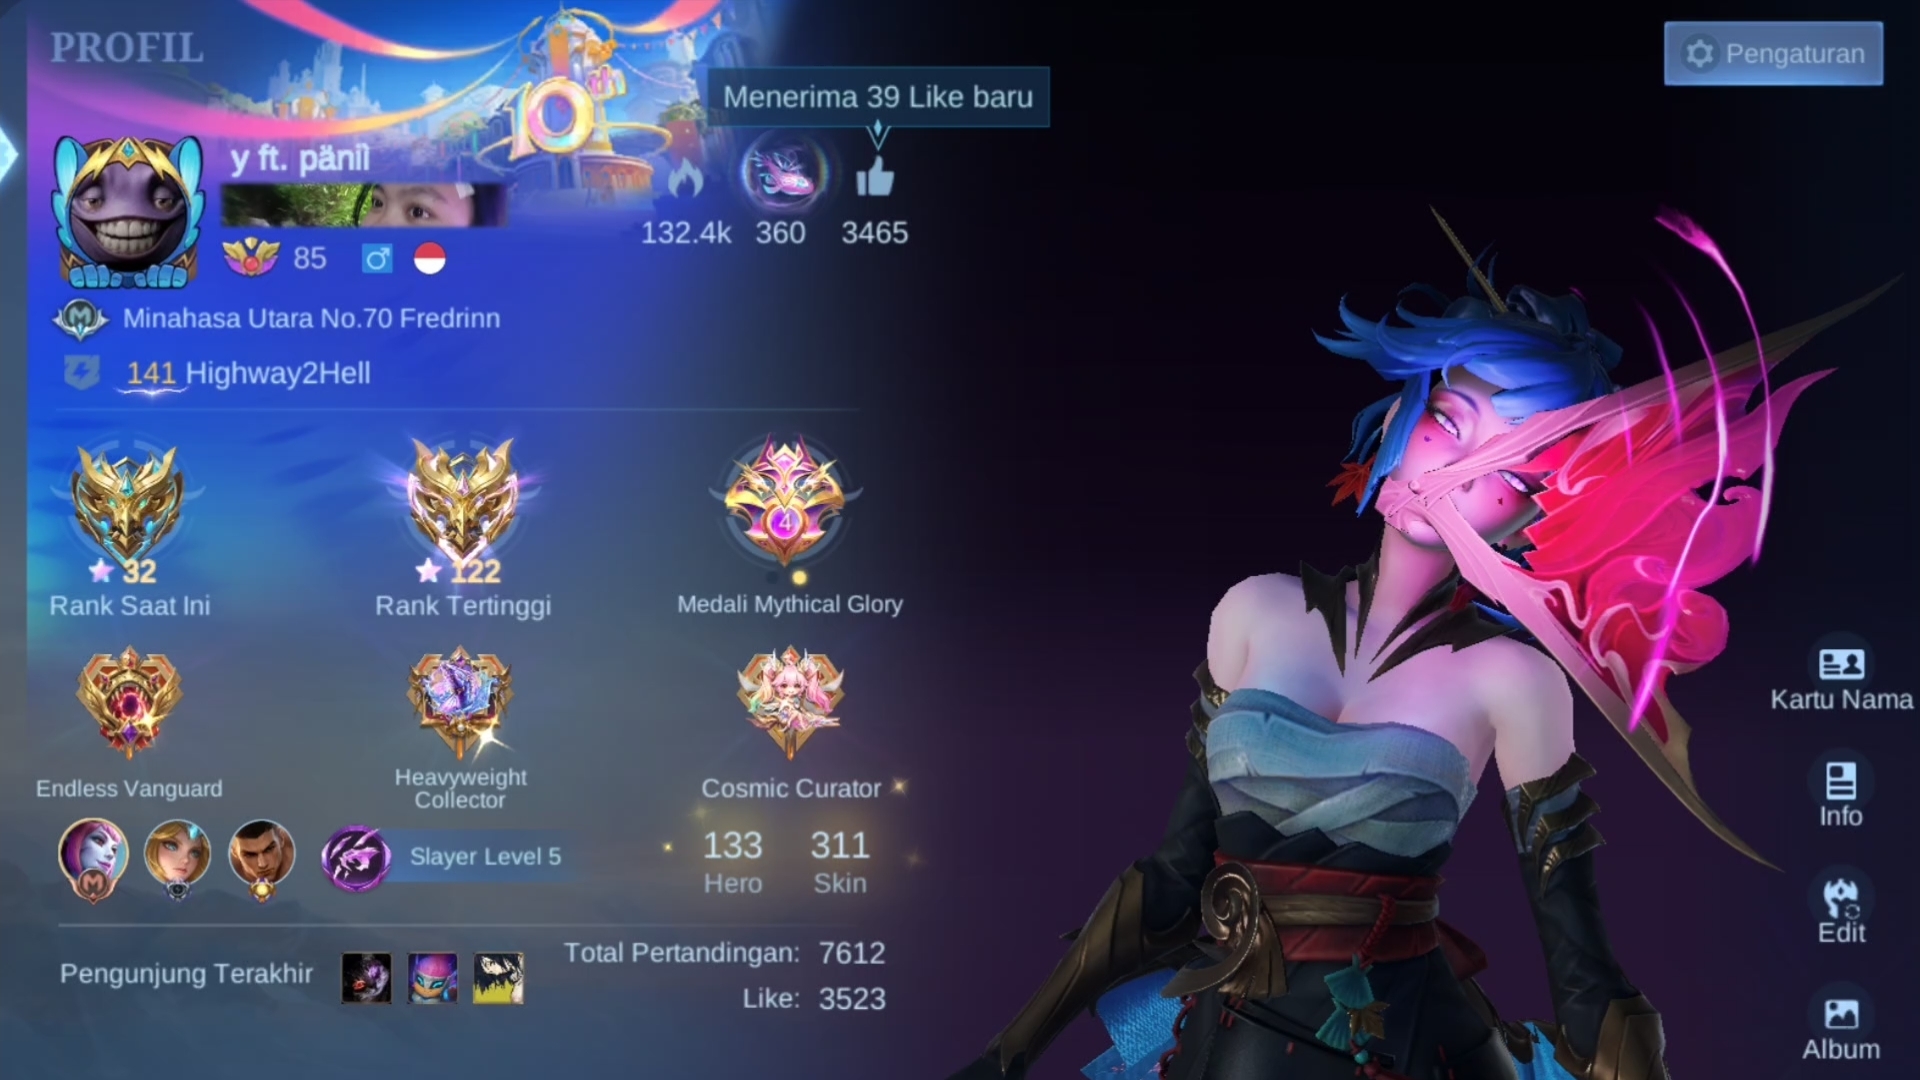 PROFIL
Pengaturan
10th
Menerima 39 Like baru
y ft. pänii
132.4k
360
3465
85
Minahasa Utara No.70 Fredrinn
141 Highway2Hell
32
122
4
Rank Saat Ini
Rank Tertinggi
Medali Mythical Glory
Endless Vanguard
Heavyweight
Collector
Cosmic Curator
Slayer Level 5
133
311
Hero
Skin
Pengunjung Terakhir
Total Pertandingan: 7612
Like: 3523
Kartu Nama
Info
Edit
Album